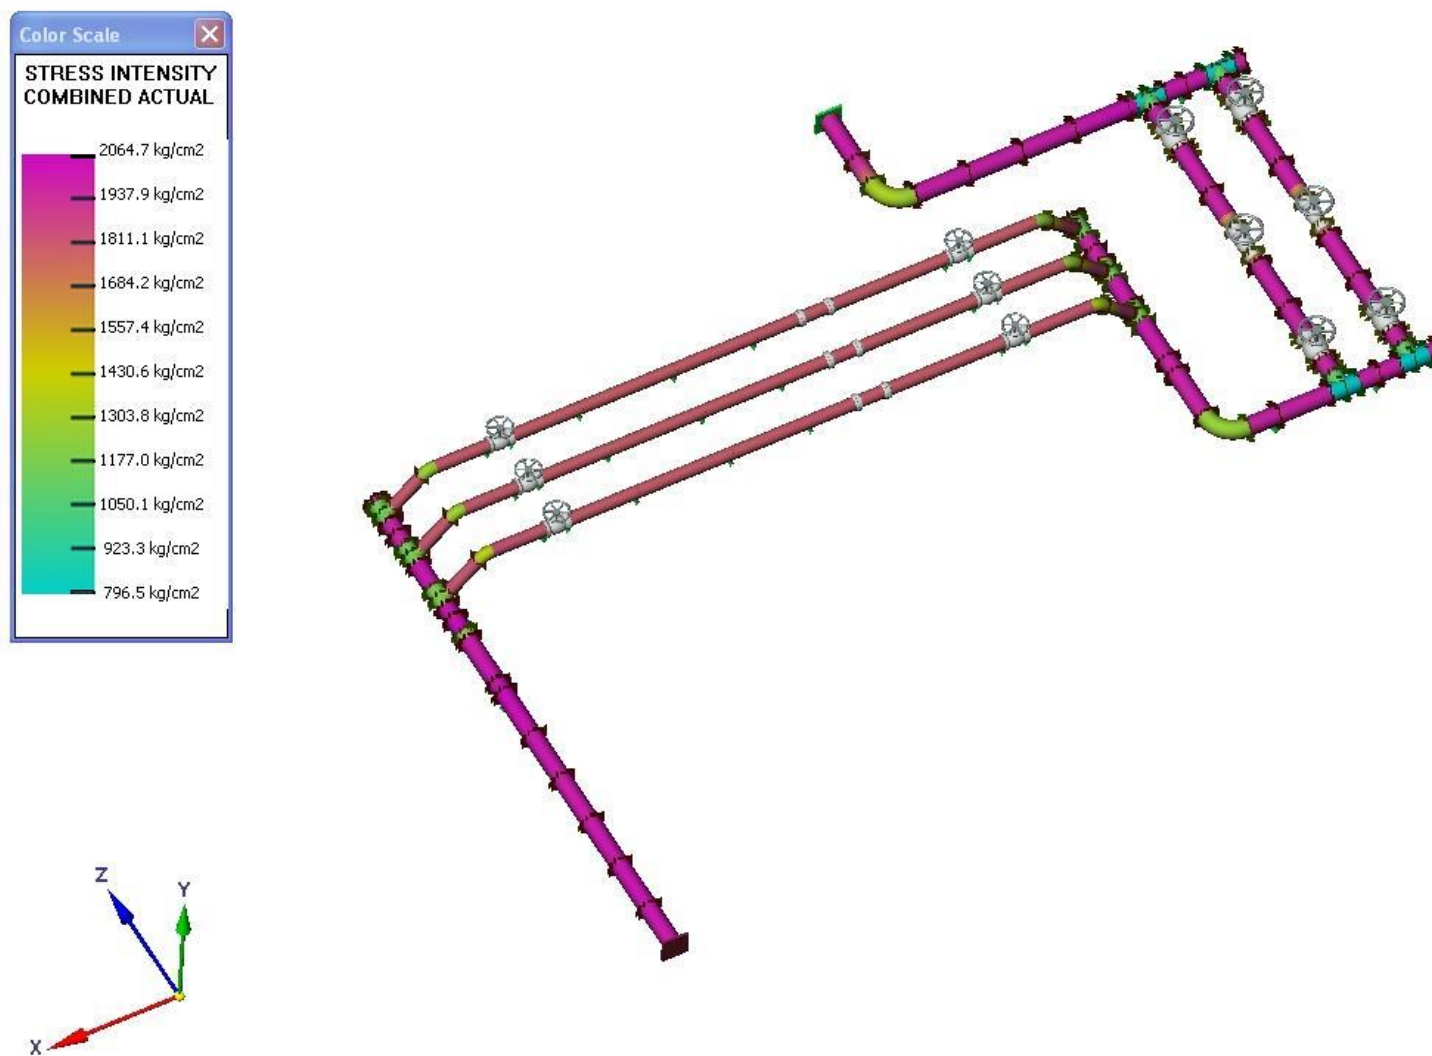 Color Scale
STRESS INTENSITY
COMBINED ACTUAL
2064.7 kg/cm2
1937.9 kg/cm2
1811.1 kg/cm2
1684.2 kg/cm2
1557.4 kg/cm2
1430.6 kg/cm2
1303.8 kg/cm2
1177.0 kg/cm2
1050.1 kg/cm2
923.3 kg/cm2
796.5 kg/cm2
Z
Y
X